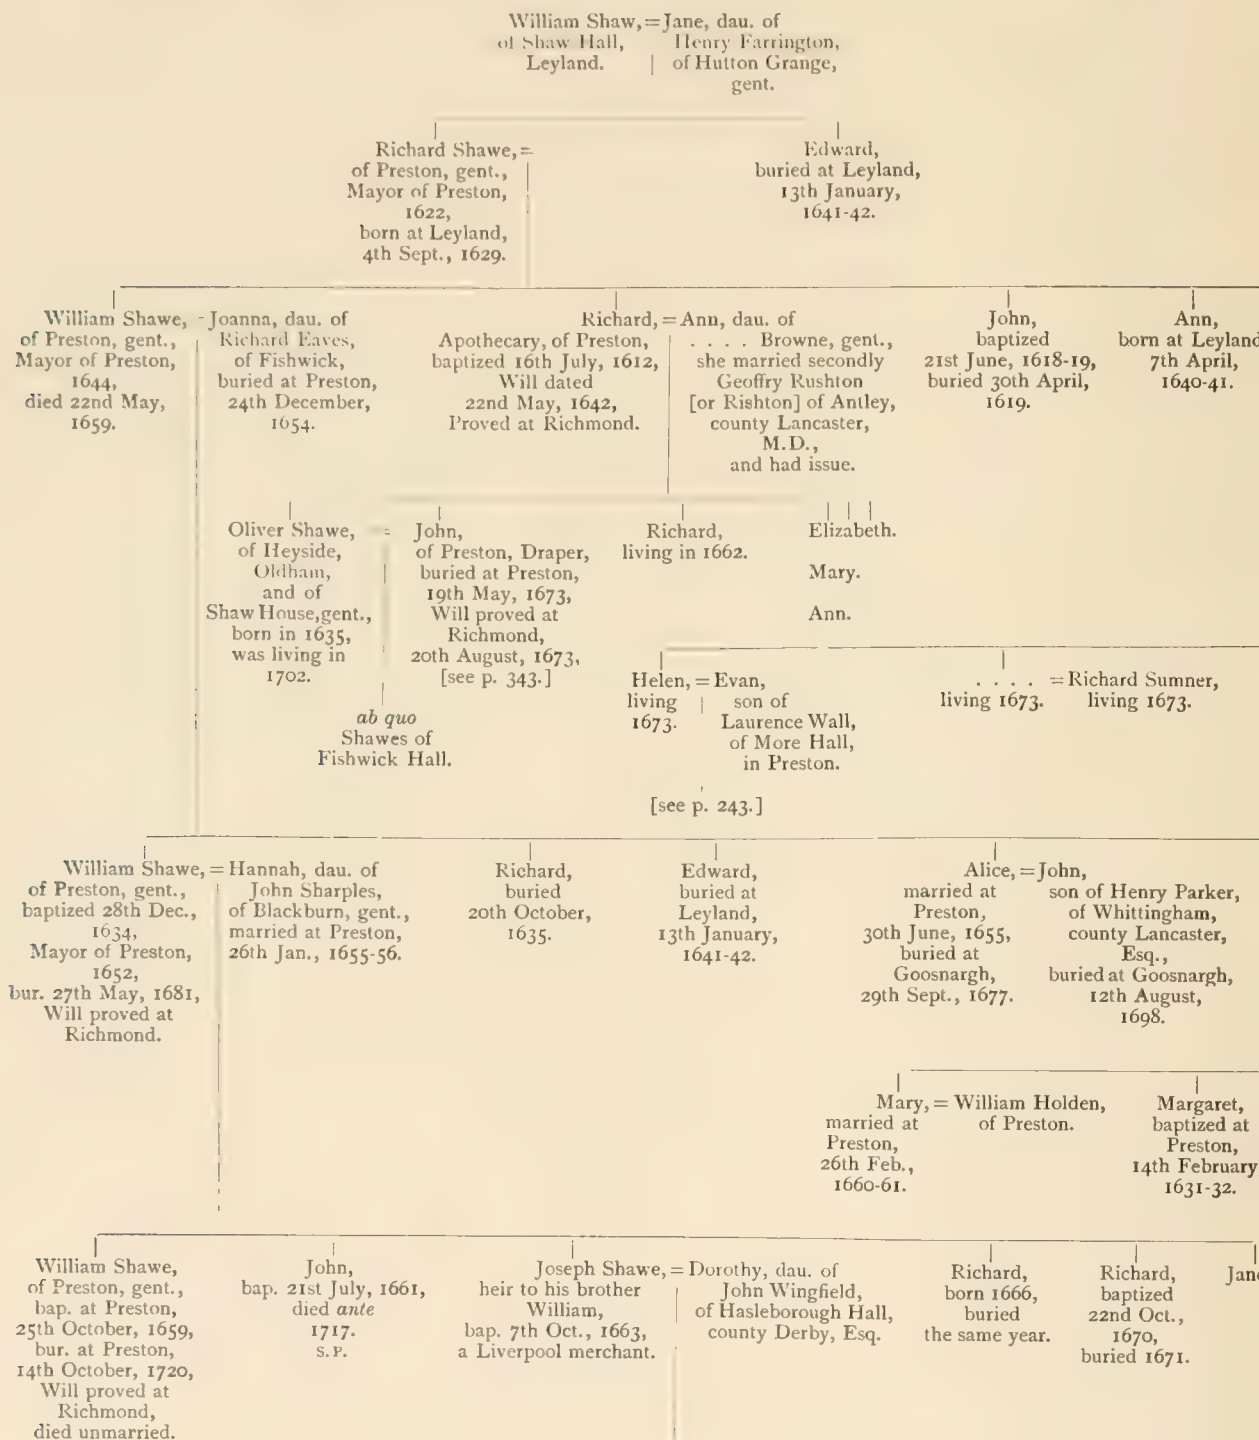 William Shaw, = Jane, dau. of
of Shaw Hall, Henry Farrington,
Leyland. of Hutton Grange,
gent.
Richard Shawe, =
of Preston, gent.,
Mayor of Preston,
1622,
born at Leyland,
4th Sept., 1629.
Edward,
buried at Leyland,
13th January,
1641-42.
William Shawe,
of Preston, gent.,
Mayor of Preston,
1644,
died 22nd May,
1659.
- Joanna, dau. of
Richard Eaves,
of Fishwick,
buried at Preston,
24th December,
1654.
Richard,
Apothecary, of Preston,
baptized 16th July, 1612,
Will dated
22nd May, 1642,
Proved at Richmond.
= Ann, dau. of
. . . . Browne, gent.,
she married secondly
Geoffry Rushton
[or Rishton] of Antley,
county Lancaster,
M.D.,
and had issue.
John,
baptized
21st June, 1618-19,
buried 30th April,
1619.
Ann,
born at Leyland
7th April,
1640-41.
Oliver Shawe, =
of Heyside,
Oldham,
and of
Shaw House, gent.,
born in 1635,
was living in
1702.
John,
of Preston, Draper,
buried at Preston,
19th May, 1673,
Will proved at
Richmond,
20th August, 1673,
[see p. 343.]
Richard,
living in 1662.
Elizabeth.
Mary.
Ann.
ab quo
Shawes of
Fishwick Hall.
Helen,
living
1673.
= Evan,
son of
Laurence Wall,
of More Hall,
in Preston.
[see p. 243.]
. . . .
living 1673.
= Richard Sumner,
living 1673.
William Shawe,
of Preston, gent.,
baptized 28th Dec.,
1634,
Mayor of Preston,
1652,
bur. 27th May, 1681,
Will proved at
Richmond.
= Hannah, dau. of
John Sharples,
of Blackburn, gent.,
married at Preston,
26th Jan., 1655-56.
Richard,
buried
20th October,
1635.
Edward,
buried at
Leyland,
13th January,
1641-42.
Alice,
married at
Preston,
30th June, 1655,
buried at
Goosnargh,
29th Sept., 1677.
= John,
son of Henry Parker,
of Whittingham,
county Lancaster,
Esq.,
buried at Goosnargh,
12th August,
1698.
Mary,
married at
Preston,
26th Feb.,
1660-61.
= William Holden,
of Preston.
Margaret,
baptized at
Preston,
14th February
1631-32.
William Shawe,
of Preston, gent.,
bap. at Preston,
25th October, 1659,
bur. at Preston,
14th October, 1720,
Will proved at
Richmond,
died unmarried.
John,
bap. 21st July, 1661,
died ante
1717.
S.P.
Joseph Shawe,
heir to his brother
William,
bap. 7th Oct., 1663,
a Liverpool merchant.
= Dorothy, dau. of
John Wingfield,
of Hasleborough Hall,
county Derby, Esq.
Richard,
born 1666,
buried
the same year.
Richard,
baptized
22nd Oct.,
1670,
buried 1671.